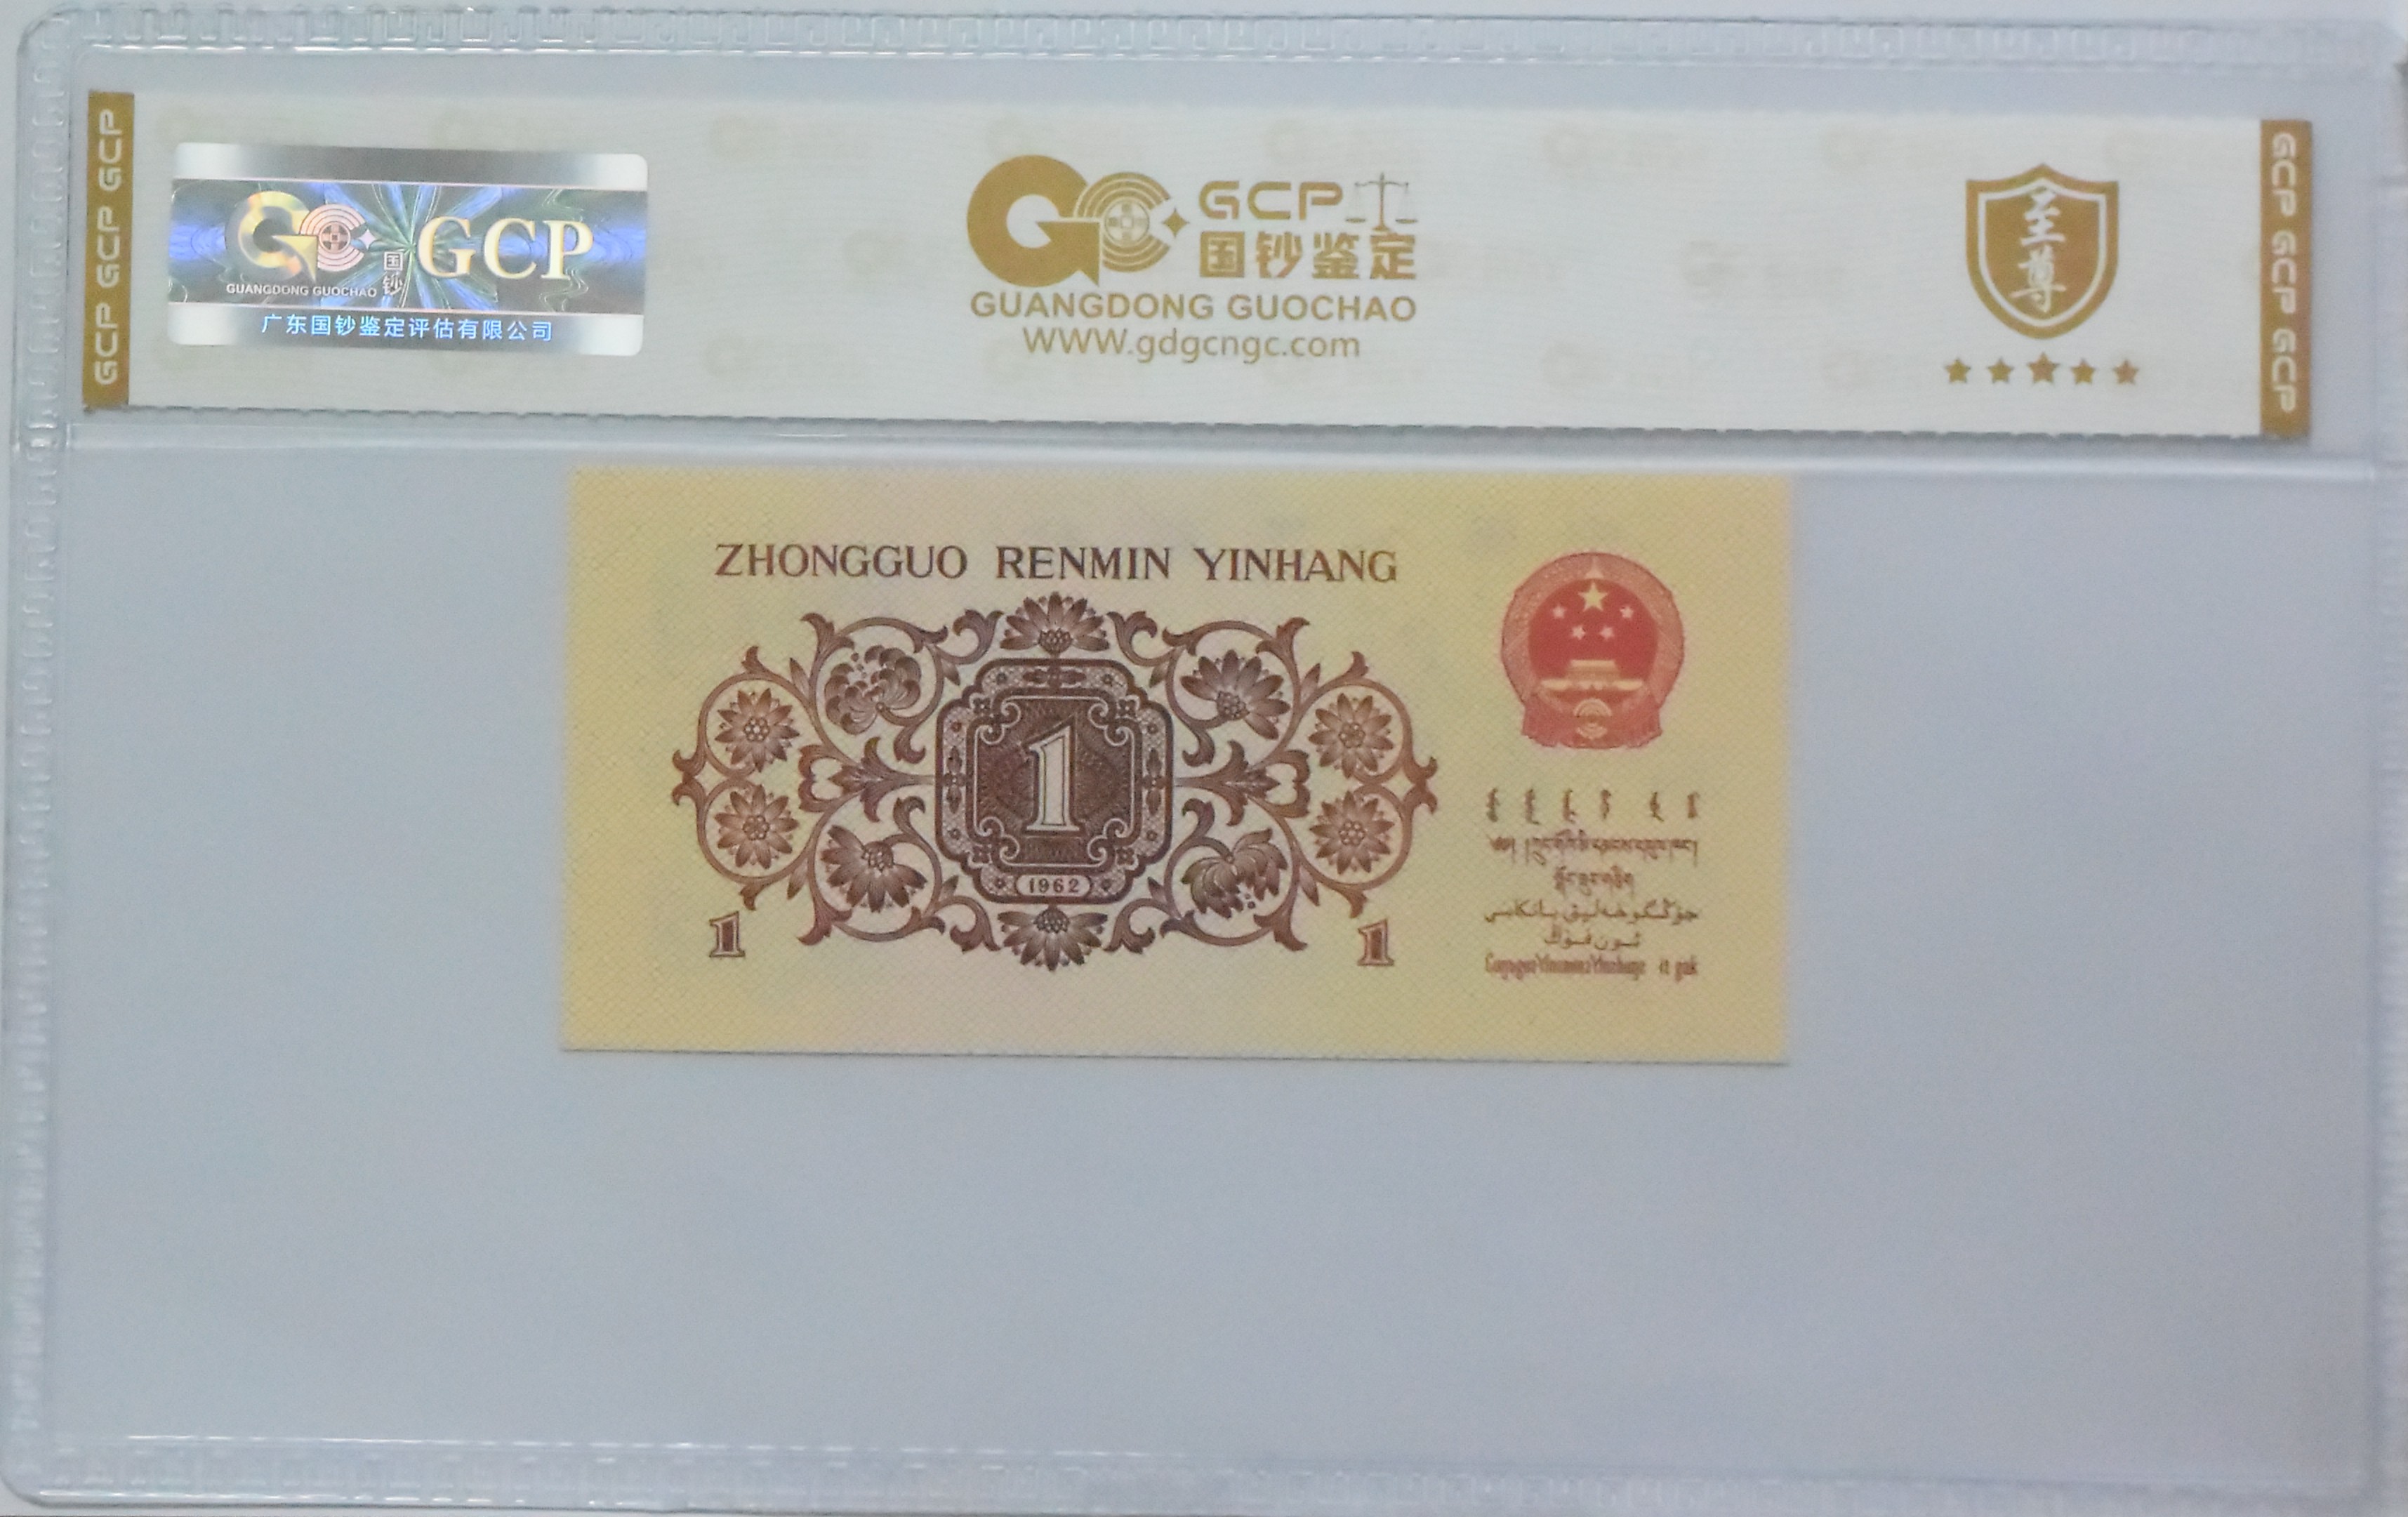 GCP GCP GCP
GC GCP
国钞
GUANGDONG GUOCHAO
广东国钞鉴定评估有限公司
GC GCP
国钞鉴定
GUANGDONG GUOCHAO
WWW.gdgcngc.com
至尊
GCP GCP GCP
ZHONGGUO RENMIN YINHANG
1
1962
1 1